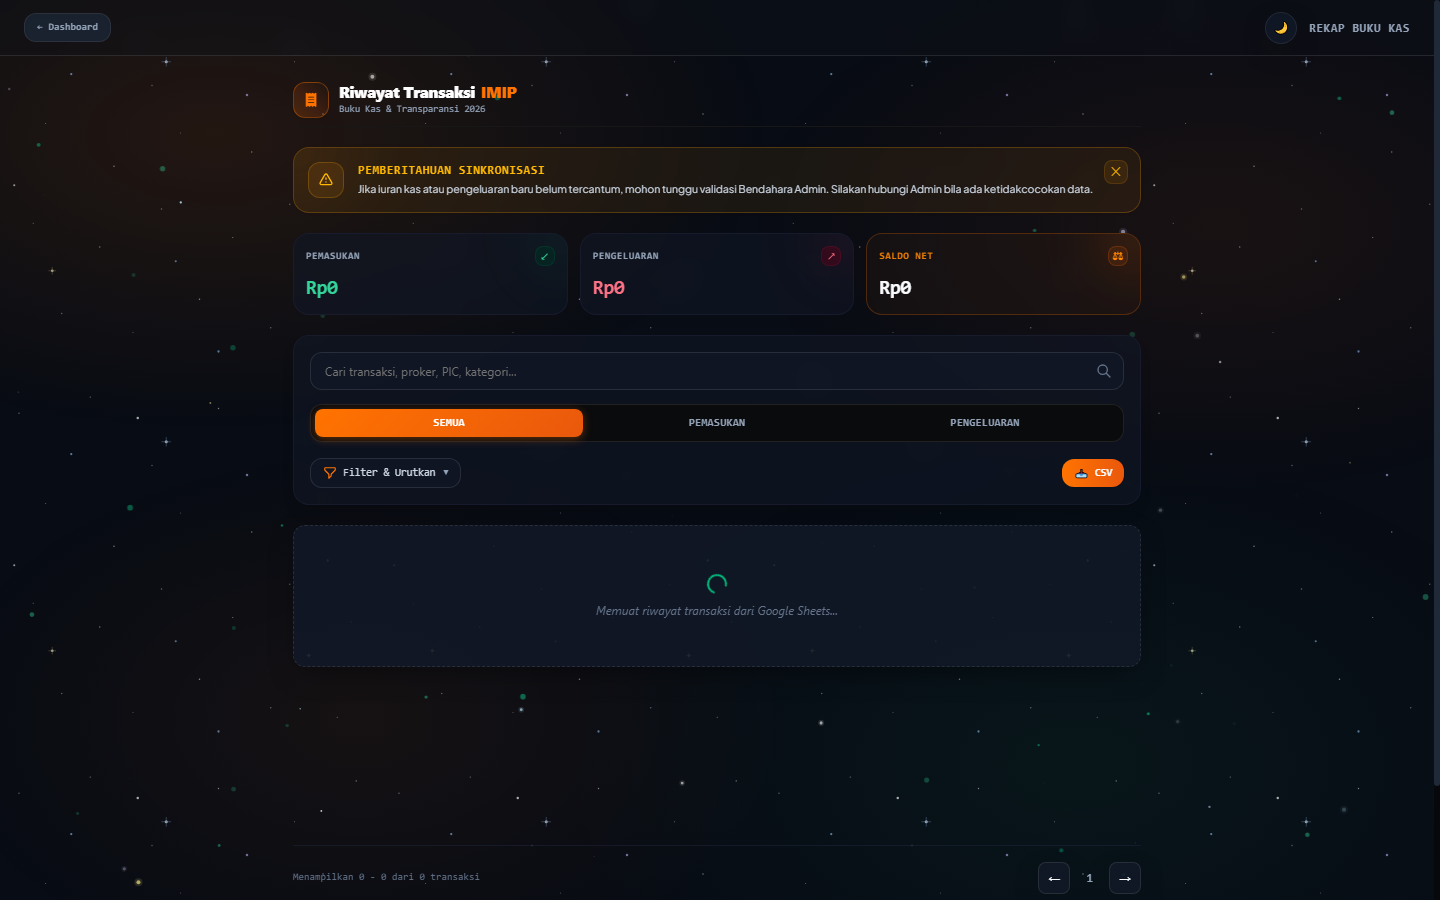 ← Dashboard
REKAP BUKU KAS
Riwayat Transaksi IMIP
Buku Kas & Transparansi 2026
PEMBERITAHUAN SINKRONISASI
Jika iuran kas atau pengeluaran baru belum tercantum, mohon tunggu validasi Bendahara Admin. Silakan hubungi Admin bila ada ketidakcocokan data.
PEMASUKAN
Rp0
PENGELUARAN
Rp0
SALDO NET
Rp0
Cari transaksi, proker, PIC, kategori...
SEMUA
PEMASUKAN
PENGELUARAN
Filter & Urutkan ▼
CSV
Memuat riwayat transaksi dari Google Sheets...
Menampilkan 0 - 0 dari 0 transaksi
← 1 →